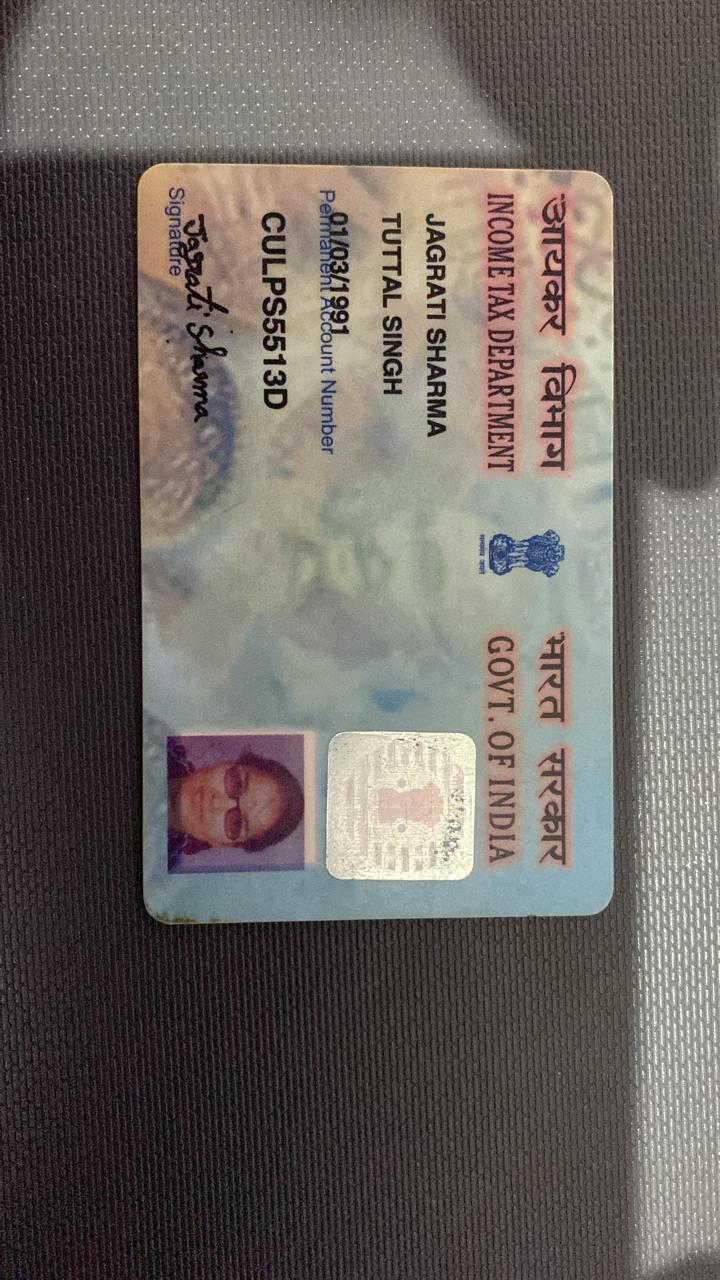 आयकर विभाग
INCOME TAX DEPARTMENT
भारत सरकार
GOVT. OF INDIA
सत्यमेव जयते
JAGRATI SHARMA
TUTTAL SINGH
01/03/1991
Permanent Account Number
CULPS5513D
Jagrati Sharma
Signature